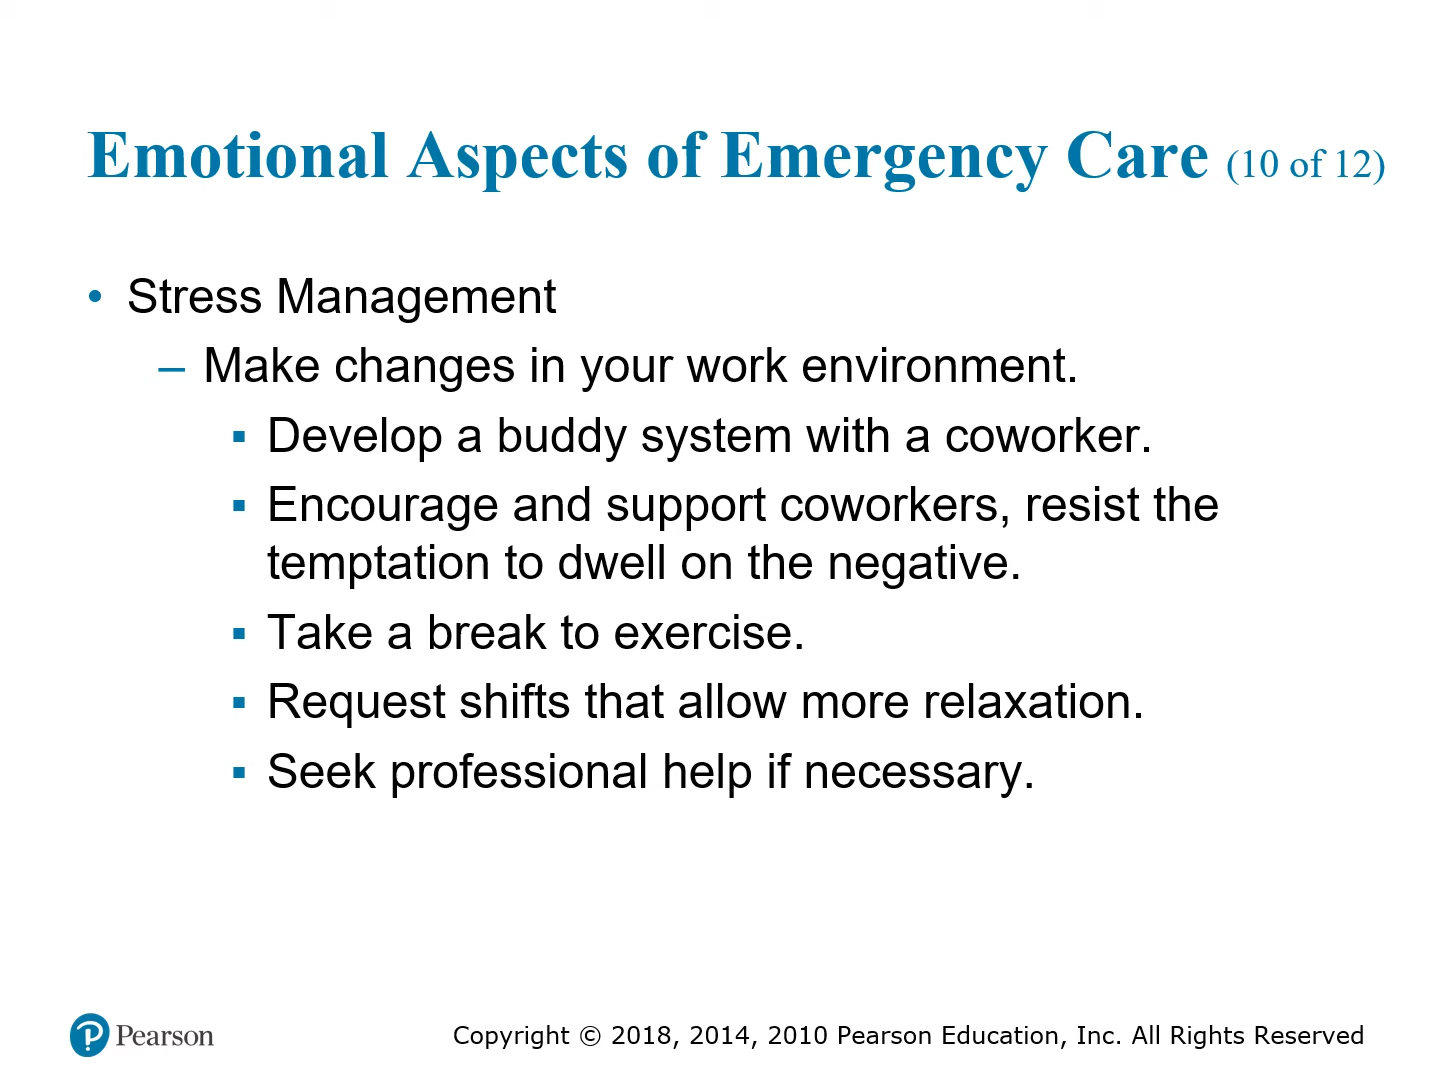 Emotional Aspects of Emergency Care (10 of 12)
• Stress Management
– Make changes in your work environment.
▪ Develop a buddy system with a coworker.
▪ Encourage and support coworkers, resist the
temptation to dwell on the negative.
▪ Take a break to exercise.
▪ Request shifts that allow more relaxation.
▪ Seek professional help if necessary.
Pearson
Copyright © 2018, 2014, 2010 Pearson Education, Inc. All Rights Reserved